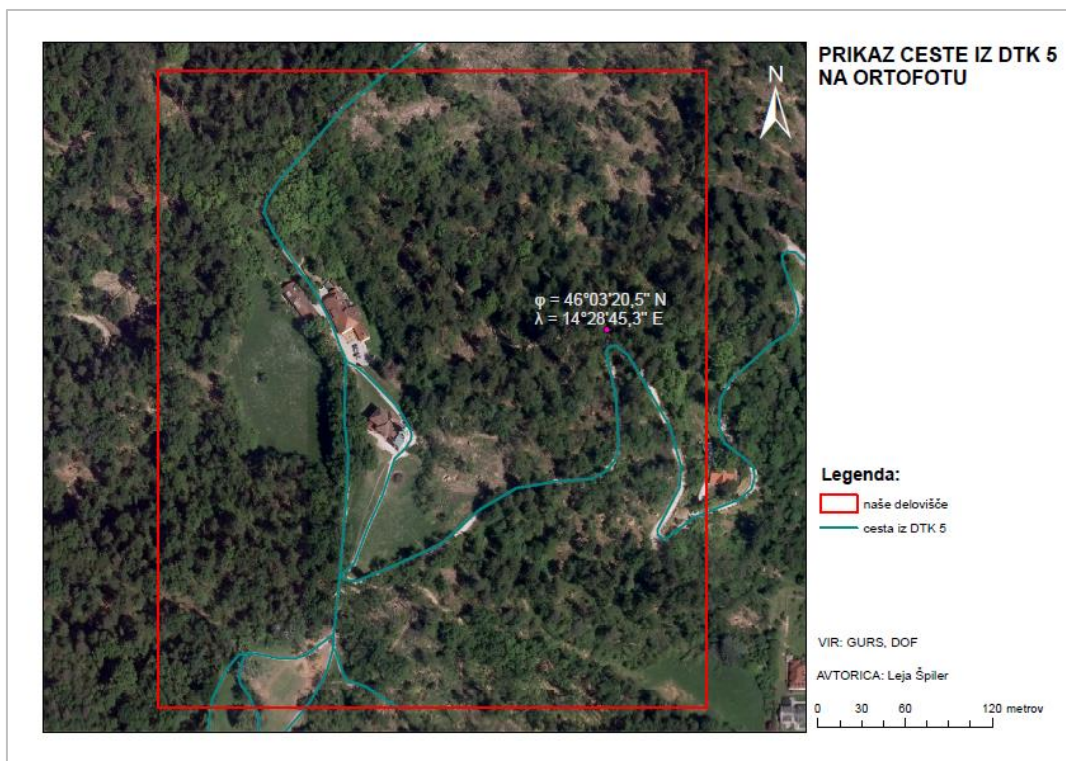 PRIKAZ CESTE IZ DTK 5
NA ORTOFOTU
N
φ = 46°03'20,5" N
λ = 14°28'45,3" E
Legenda:
naše delovišče
cesta iz DTK 5
VIR: GURS, DOF
AVTORICA: Leja Špiler
0 30 60 120 metrov